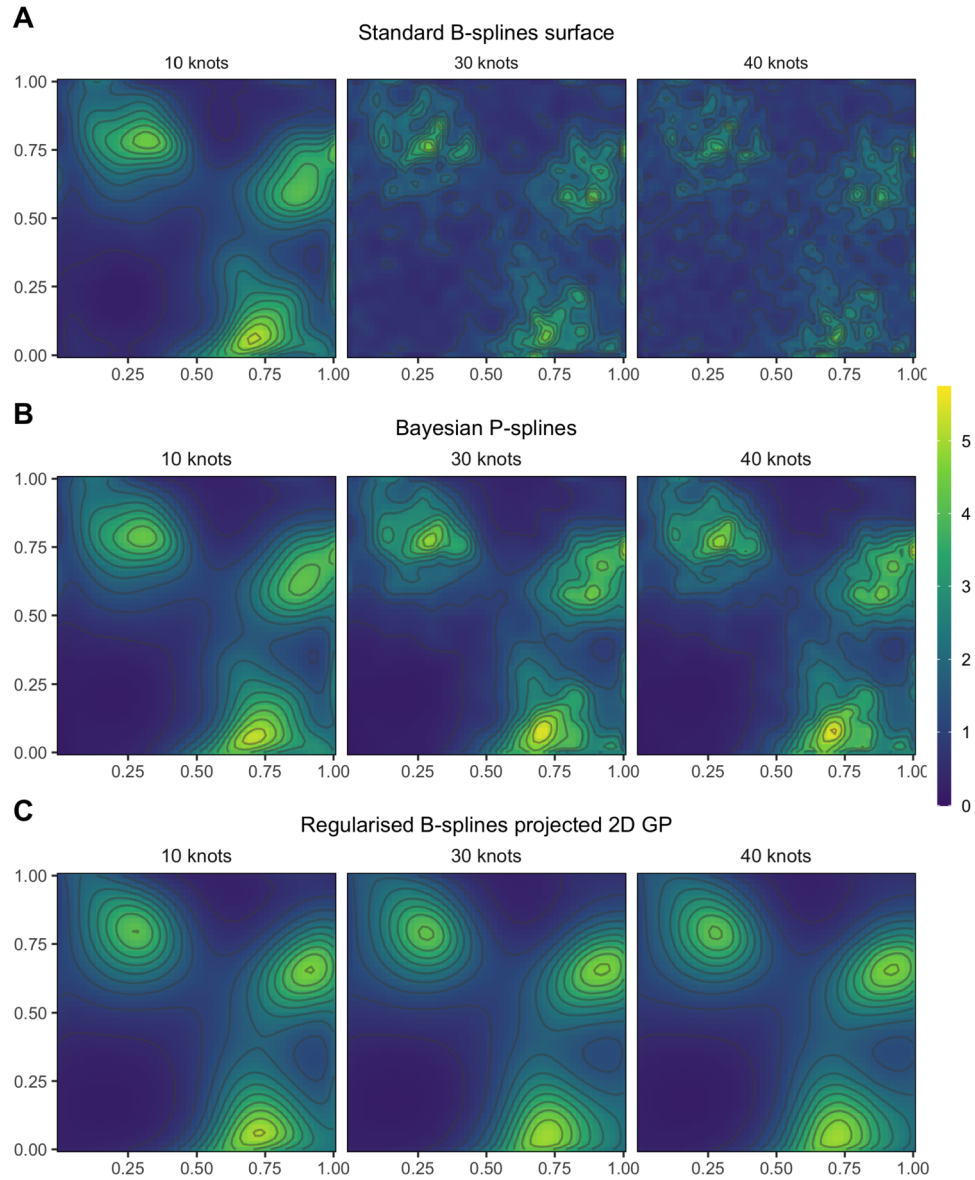 A
Standard B-splines surface
10 knots 30 knots 40 knots
1.00
0.75
0.50
0.25
0.00
0.25 0.50 0.75 1.00 0.25 0.50 0.75 1.00 0.25 0.50 0.75 1.00
B
Bayesian P-splines
10 knots 30 knots 40 knots
1.00
0.75
0.50
0.25
0.00
0.25 0.50 0.75 1.00 0.25 0.50 0.75 1.00 0.25 0.50 0.75 1.00
5
4
3
2
1
0
C
Regularised B-splines projected 2D GP
10 knots 30 knots 40 knots
1.00
0.75
0.50
0.25
0.00
0.25 0.50 0.75 1.00 0.25 0.50 0.75 1.00 0.25 0.50 0.75 1.00